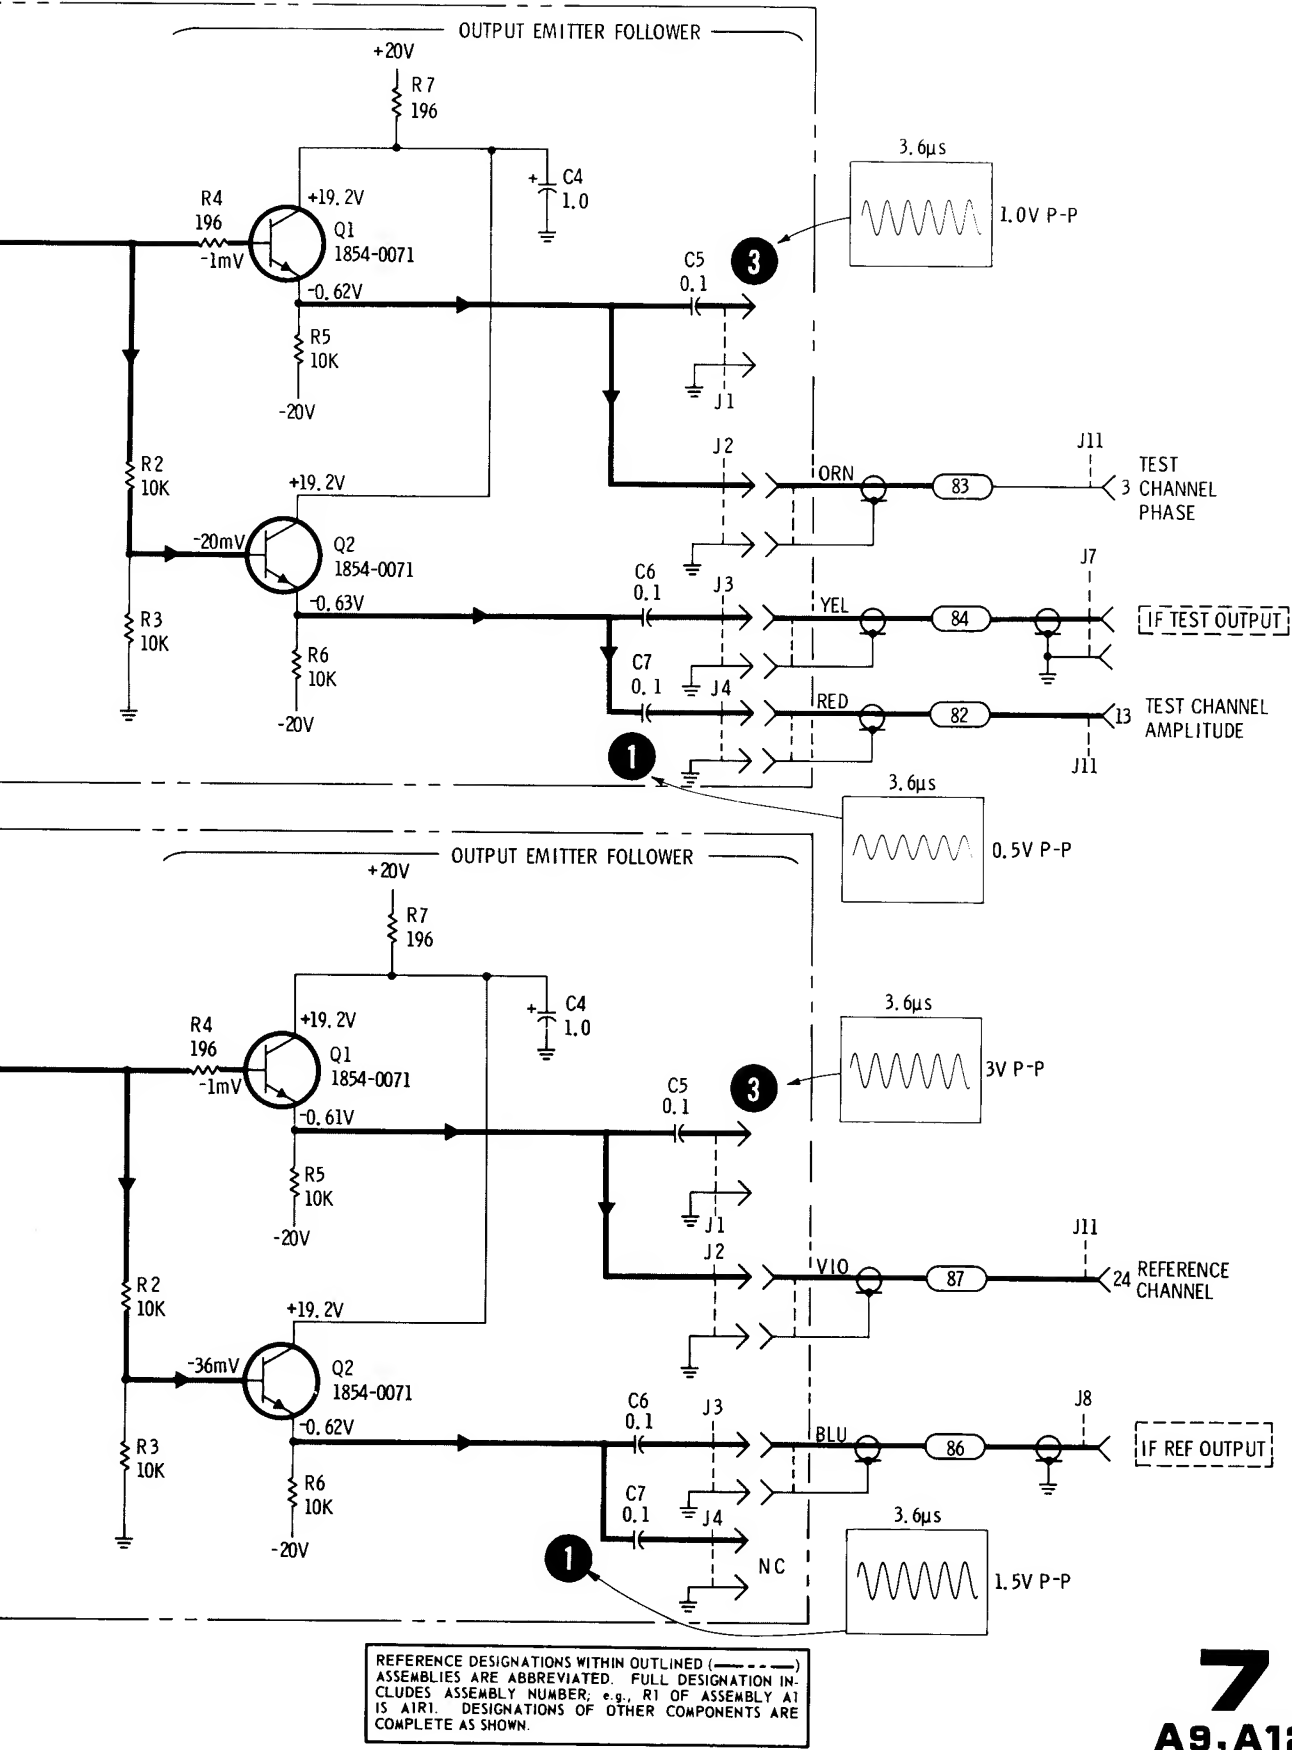 OUTPUT EMITTER FOLLOWER
+20V
R7
196
3.6µs
+19.2V
C4
1.0
+
R4
196
-1mV
Q1
1854-0071
1.0V P-P
3
C5
0.1
-0.62V
R5
10K
-20V
J1
J2
J11
ORN
83
3
TEST
CHANNEL
PHASE
R2
10K
+19.2V
-20mV
Q2
1854-0071
C6
0.1
J3
J7
YEL
84
IF TEST OUTPUT
-0.63V
R3
10K
R6
10K
-20V
C7
0.1
J4
RED
82
13
TEST CHANNEL
AMPLITUDE
J11
1
3.6µs
0.5V P-P
OUTPUT EMITTER FOLLOWER
+20V
R7
196
3.6µs
+19.2V
+
C4
1.0
R4
196
-1mV
Q1
1854-0071
3V P-P
3
C5
0.1
-0.61V
R5
10K
-20V
J1
J2
J11
VIO
87
24
REFERENCE
CHANNEL
R2
10K
+19.2V
-36mV
Q2
1854-0071
C6
0.1
J3
J8
BLU
86
IF REF OUTPUT
-0.62V
R3
10K
R6
10K
-20V
C7
0.1
J4
NC
1
3.6µs
1.5V P-P
REFERENCE DESIGNATIONS WITHIN OUTLINED (— - - —)
ASSEMBLIES ARE ABBREVIATED. FULL DESIGNATION IN-
CLUDES ASSEMBLY NUMBER; e.g., R1 OF ASSEMBLY A1
IS A1R1. DESIGNATIONS OF OTHER COMPONENTS ARE
COMPLETE AS SHOWN.
7
A9, A12